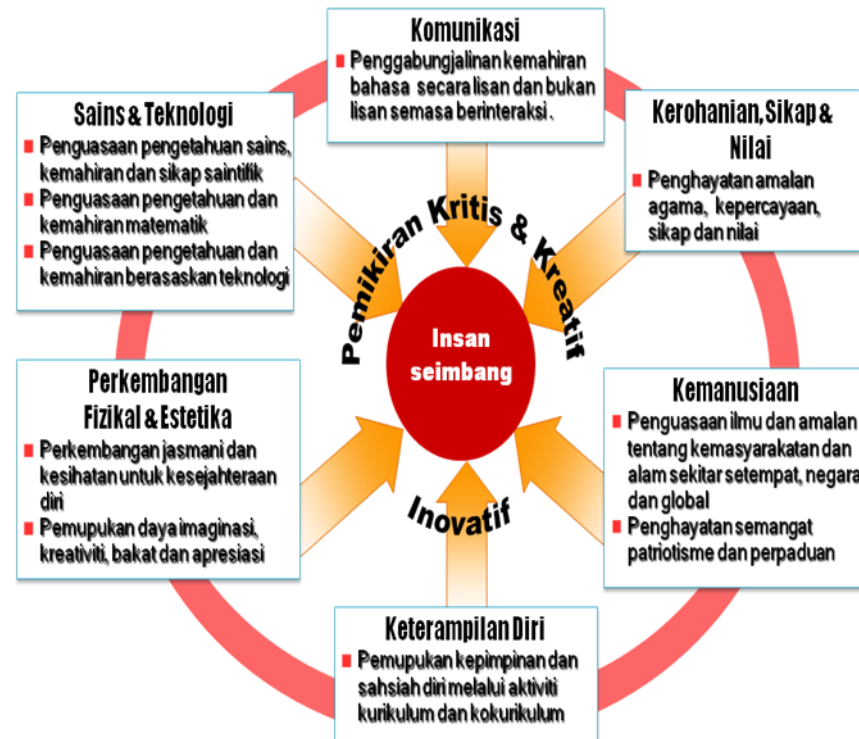 Komunikasi
Penggabungjalinan kemahiran
bahasa secara lisan dan bukan
lisan semasa berinteraksi .
Sains & Teknologi
Penguasaan pengetahuan sains,
kemahiran dan sikap saintifik
Penguasaan pengetahuan dan
kemahiran matematik
Penguasaan pengetahuan dan
kemahiran berasaskan teknologi
Kerohanian, Sikap &
Nilai
Penghayatan amalan
agama, kepercayaan,
sikap dan nilai
Pemikiran Kritis & Kreatif
Insan
seimbang
Inovatif
Perkembangan
Fizikal & Estetika
Perkembangan jasmani dan
kesihatan untuk kesejahteraan
diri
Pemupukan daya imaginasi,
kreativiti, bakat dan apresiasi
Kemanusiaan
Penguasaan ilmu dan amalan
tentang kemasyarakatan dan
alam sekitar setempat, negara
dan global
Penghayatan semangat
patriotisme dan perpaduan
Keterampilan Diri
Pemupukan kepimpinan dan
sahsiah diri melalui aktiviti
kurikulum dan kokurikulum